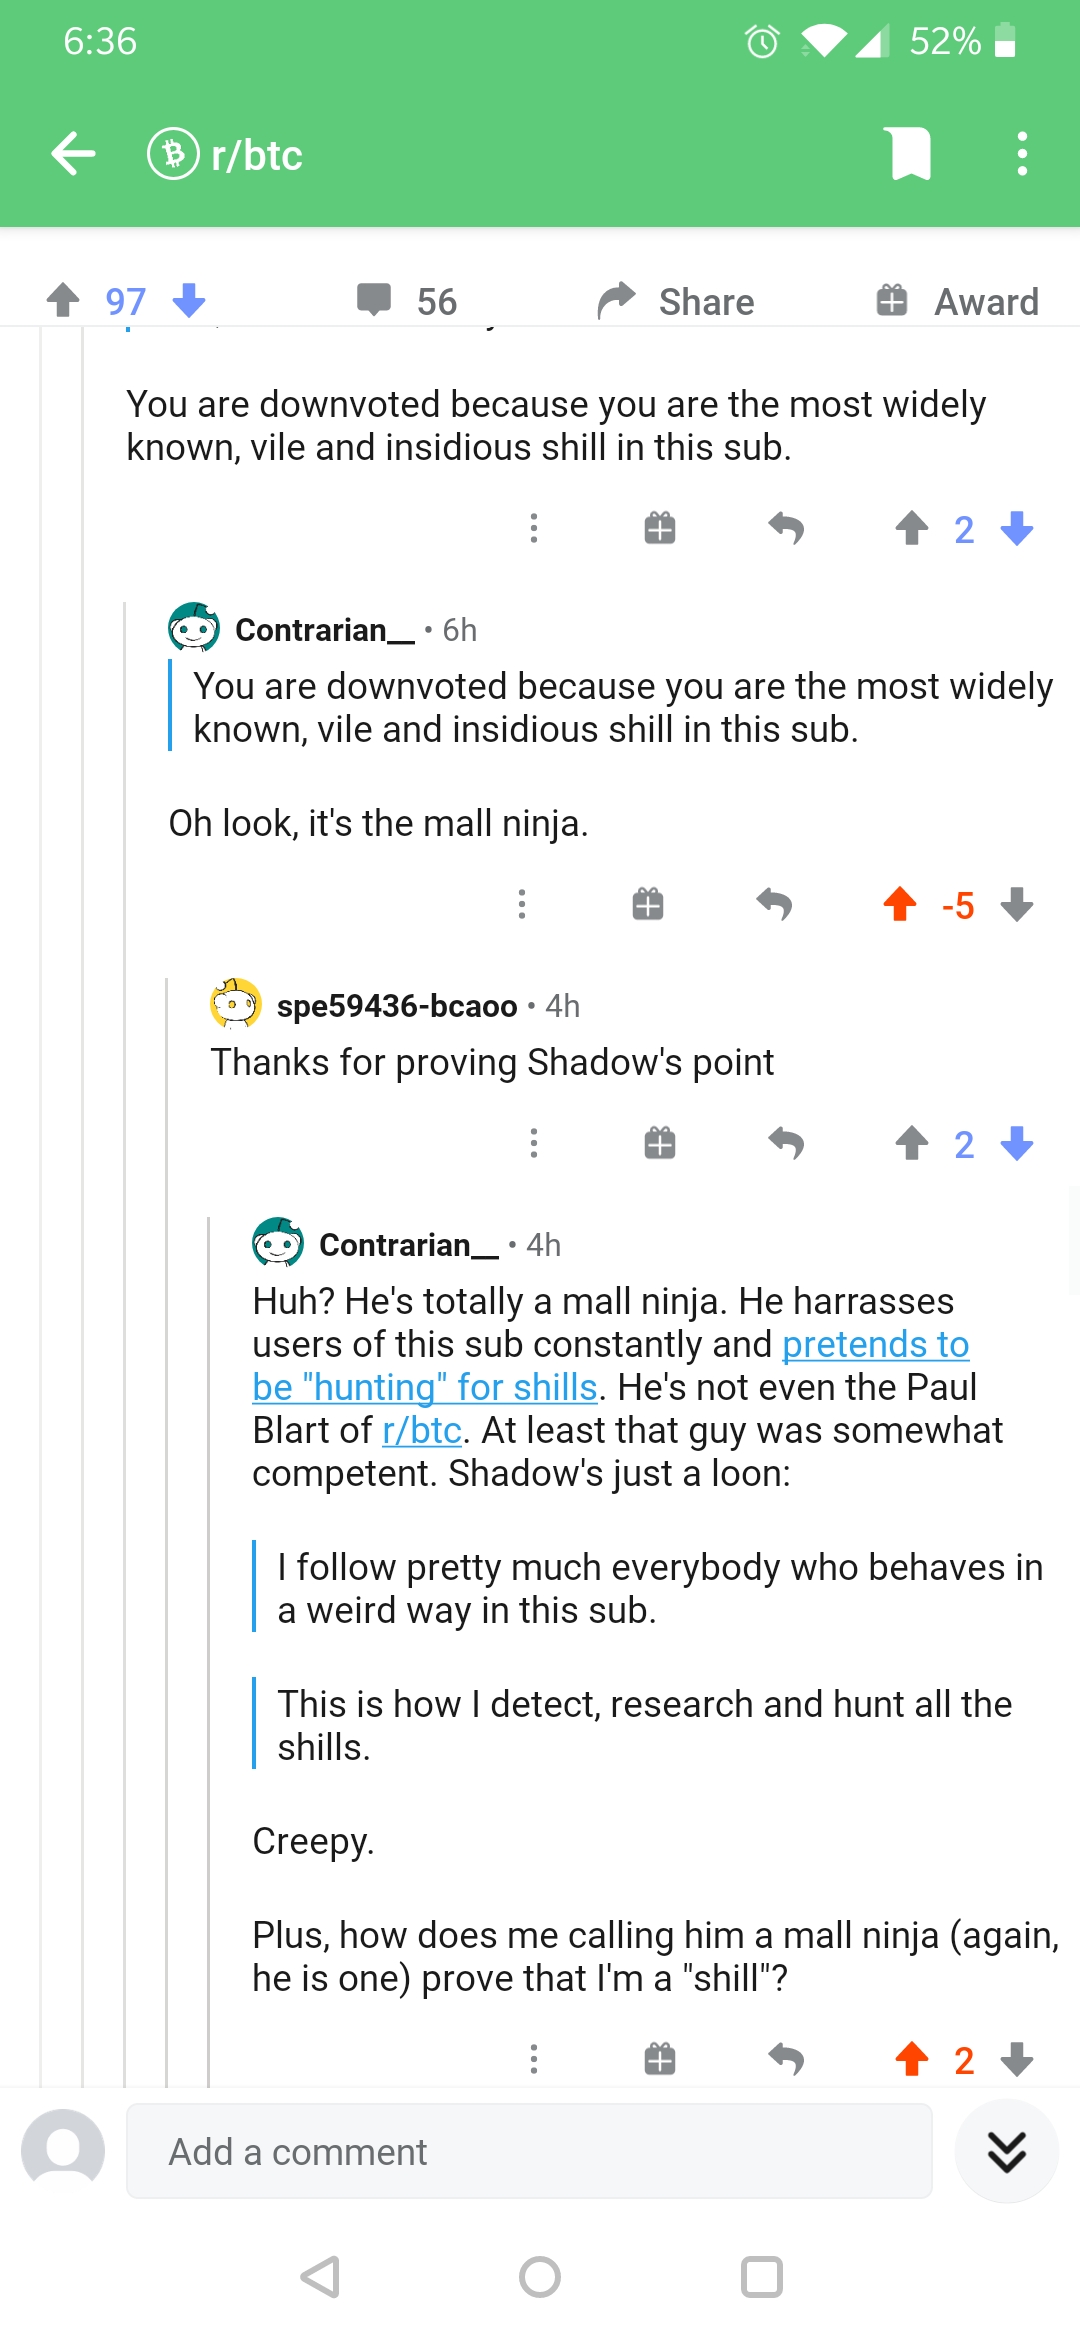 6:36
52%
r/btc
97
56
Share
Award
You are downvoted because you are the most widely
known, vile and insidious shill in this sub.
2
Contrarian__ • 6h
You are downvoted because you are the most widely
known, vile and insidious shill in this sub.
Oh look, it's the mall ninja.
-5
spe59436-bcaoo • 4h
Thanks for proving Shadow's point
2
Contrarian__ • 4h
Huh? He's totally a mall ninja. He harrasses
users of this sub constantly and pretends to
be "hunting" for shills. He's not even the Paul
Blart of r/btc. At least that guy was somewhat
competent. Shadow's just a loon:
I follow pretty much everybody who behaves in
a weird way in this sub.
This is how I detect, research and hunt all the
shills.
Creepy.
Plus, how does me calling him a mall ninja (again,
he is one) prove that I'm a "shill"?
2
Add a comment